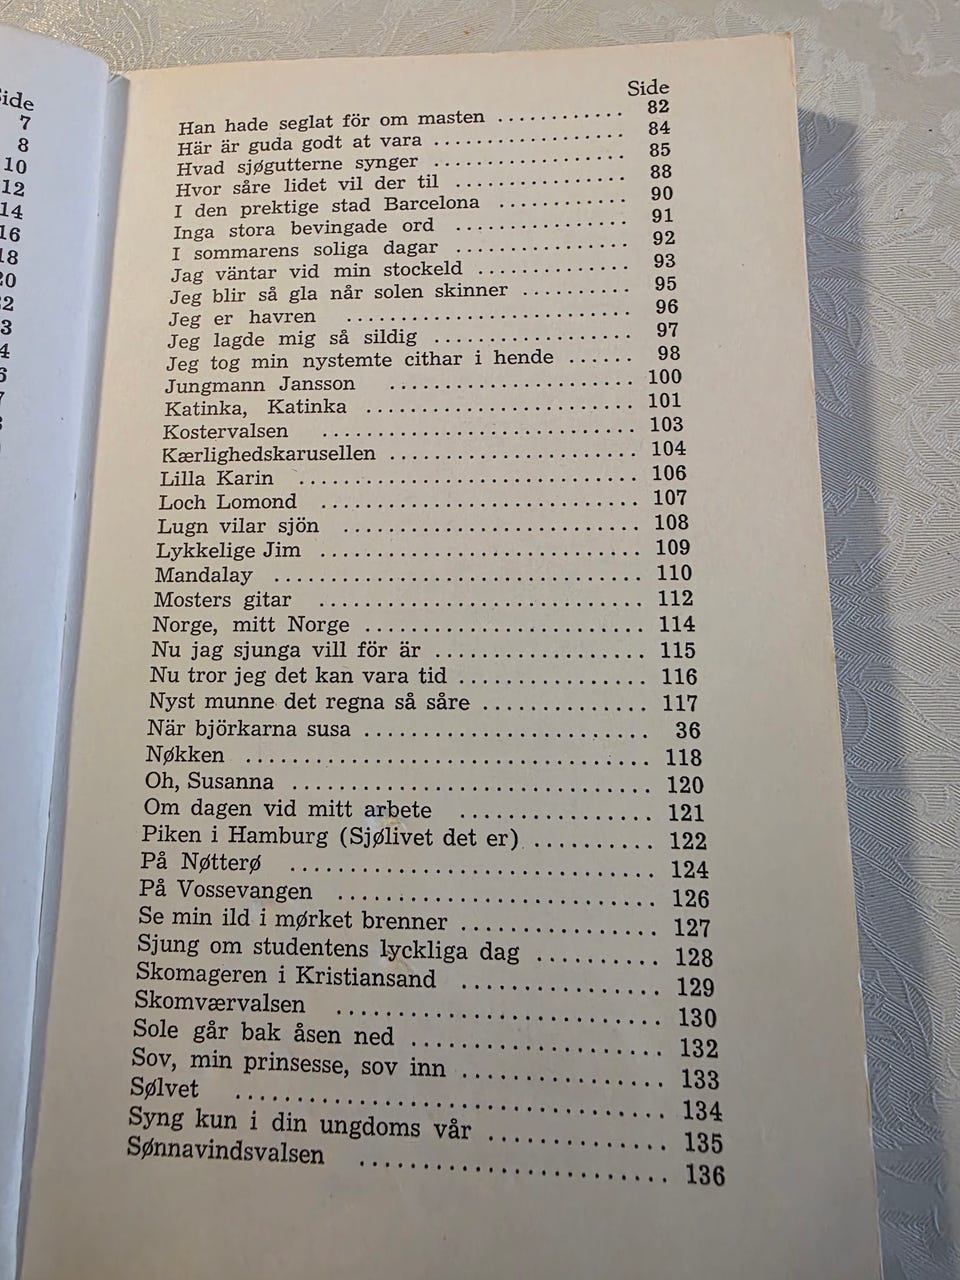 7
8
10
12
14
16
18
Side
Han hade seglat för om masten ............ 82
Här är guda godt at vara .................. 84
Hvad sjøgutterne synger .................. 85
Hvor såre lidet vil der til ................ 88
I den prektige stad Barcelona ............ 90
Inga stora bevingade ord ................ 91
I sommarens soliga dagar ................ 92
Jag väntar vid min stockeld .............. 93
Jeg blir så gla når solen skinner .......... 95
Jeg er havren .......................... 96
Jeg lagde mig så sildig .................. 97
Jeg tog min nystemte cithar i hende ...... 98
Jungmann Jansson ...................... 100
Katinka, Katinka ........................ 101
Kostervalsen ............................ 103
Kærlighedskarusellen .................... 104
Lilla Karin .............................. 106
Loch Lomond ............................ 107
Lugn vilar sjön .......................... 108
Lykkelige Jim ............................ 109
Mandalay ................................ 110
Mosters gitar ............................ 112
Norge, mitt Norge ........................ 114
Nu jag sjunga vill för är .................. 115
Nu tror jeg det kan vara tid ................ 116
Nyst munne det regna så såre .............. 117
När björkarna susa ........................ 36
Nøkken .................................. 118
Oh, Susanna .............................. 120
Om dagen vid mitt arbete ................ 121
Piken i Hamburg (Sjølivet det er) .......... 122
På Nøtterø .............................. 124
På Vossevangen .......................... 126
Se min ild i mørket brenner ................ 127
Sjung om studentens lyckliga dag .......... 128
Skomageren i Kristiansand ................ 129
Skomværvalsen .......................... 130
Sole går bak åsen ned .................... 132
Sov, min prinsesse, sov inn ................ 133
Sølvet .................................. 134
Syng kun i din ungdoms vår .............. 135
Sønnavindsvalsen ........................ 136